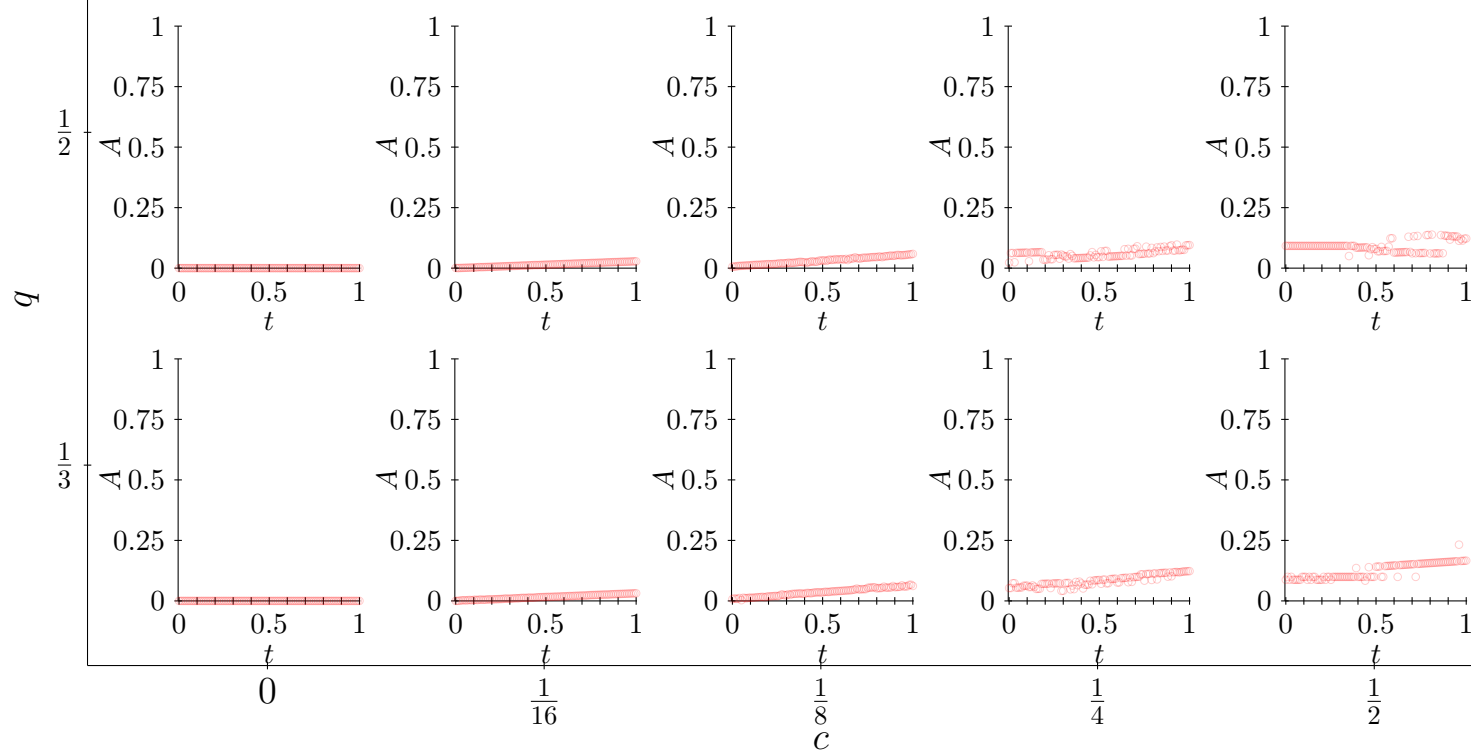 1 1 1 1 1
0.75 0.75 0.75 0.75 0.75
1/2 A 0.5 A 0.5 A 0.5 A 0.5 A 0.5
0.25 0.25 0.25 0.25 0.25
0 0 0 0 0
0 0.5 1 0 0.5 1 0 0.5 1 0 0.5 1 0 0.5 1
q
t t t t t
1 1 1 1 1
0.75 0.75 0.75 0.75 0.75
1/3 A 0.5 A 0.5 A 0.5 A 0.5 A 0.5
0.25 0.25 0.25 0.25 0.25
0 0 0 0 0
0 0.5 1 0 0.5 1 0 0.5 1 0 0.5 1 0 0.5 1
t t t t t
0 1/16 1/8 1/4 1/2
c